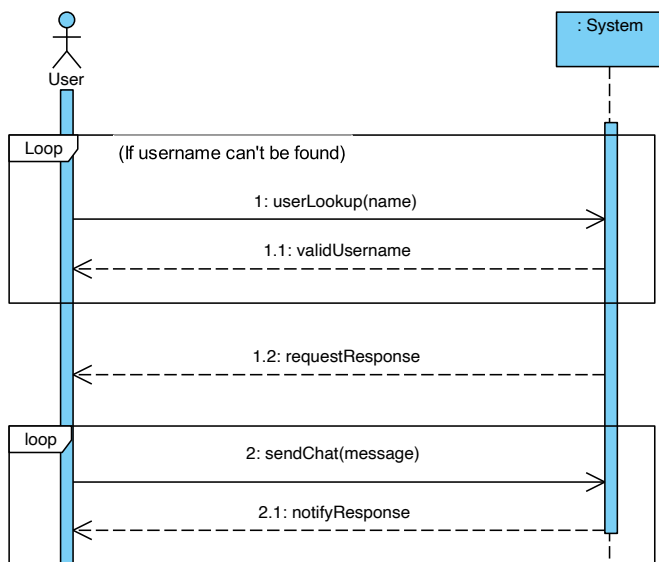 : System
User
Loop
(If username can't be found)
1: userLookup(name)
1.1: validUsername
1.2: requestResponse
loop
2: sendChat(message)
2.1: notifyResponse